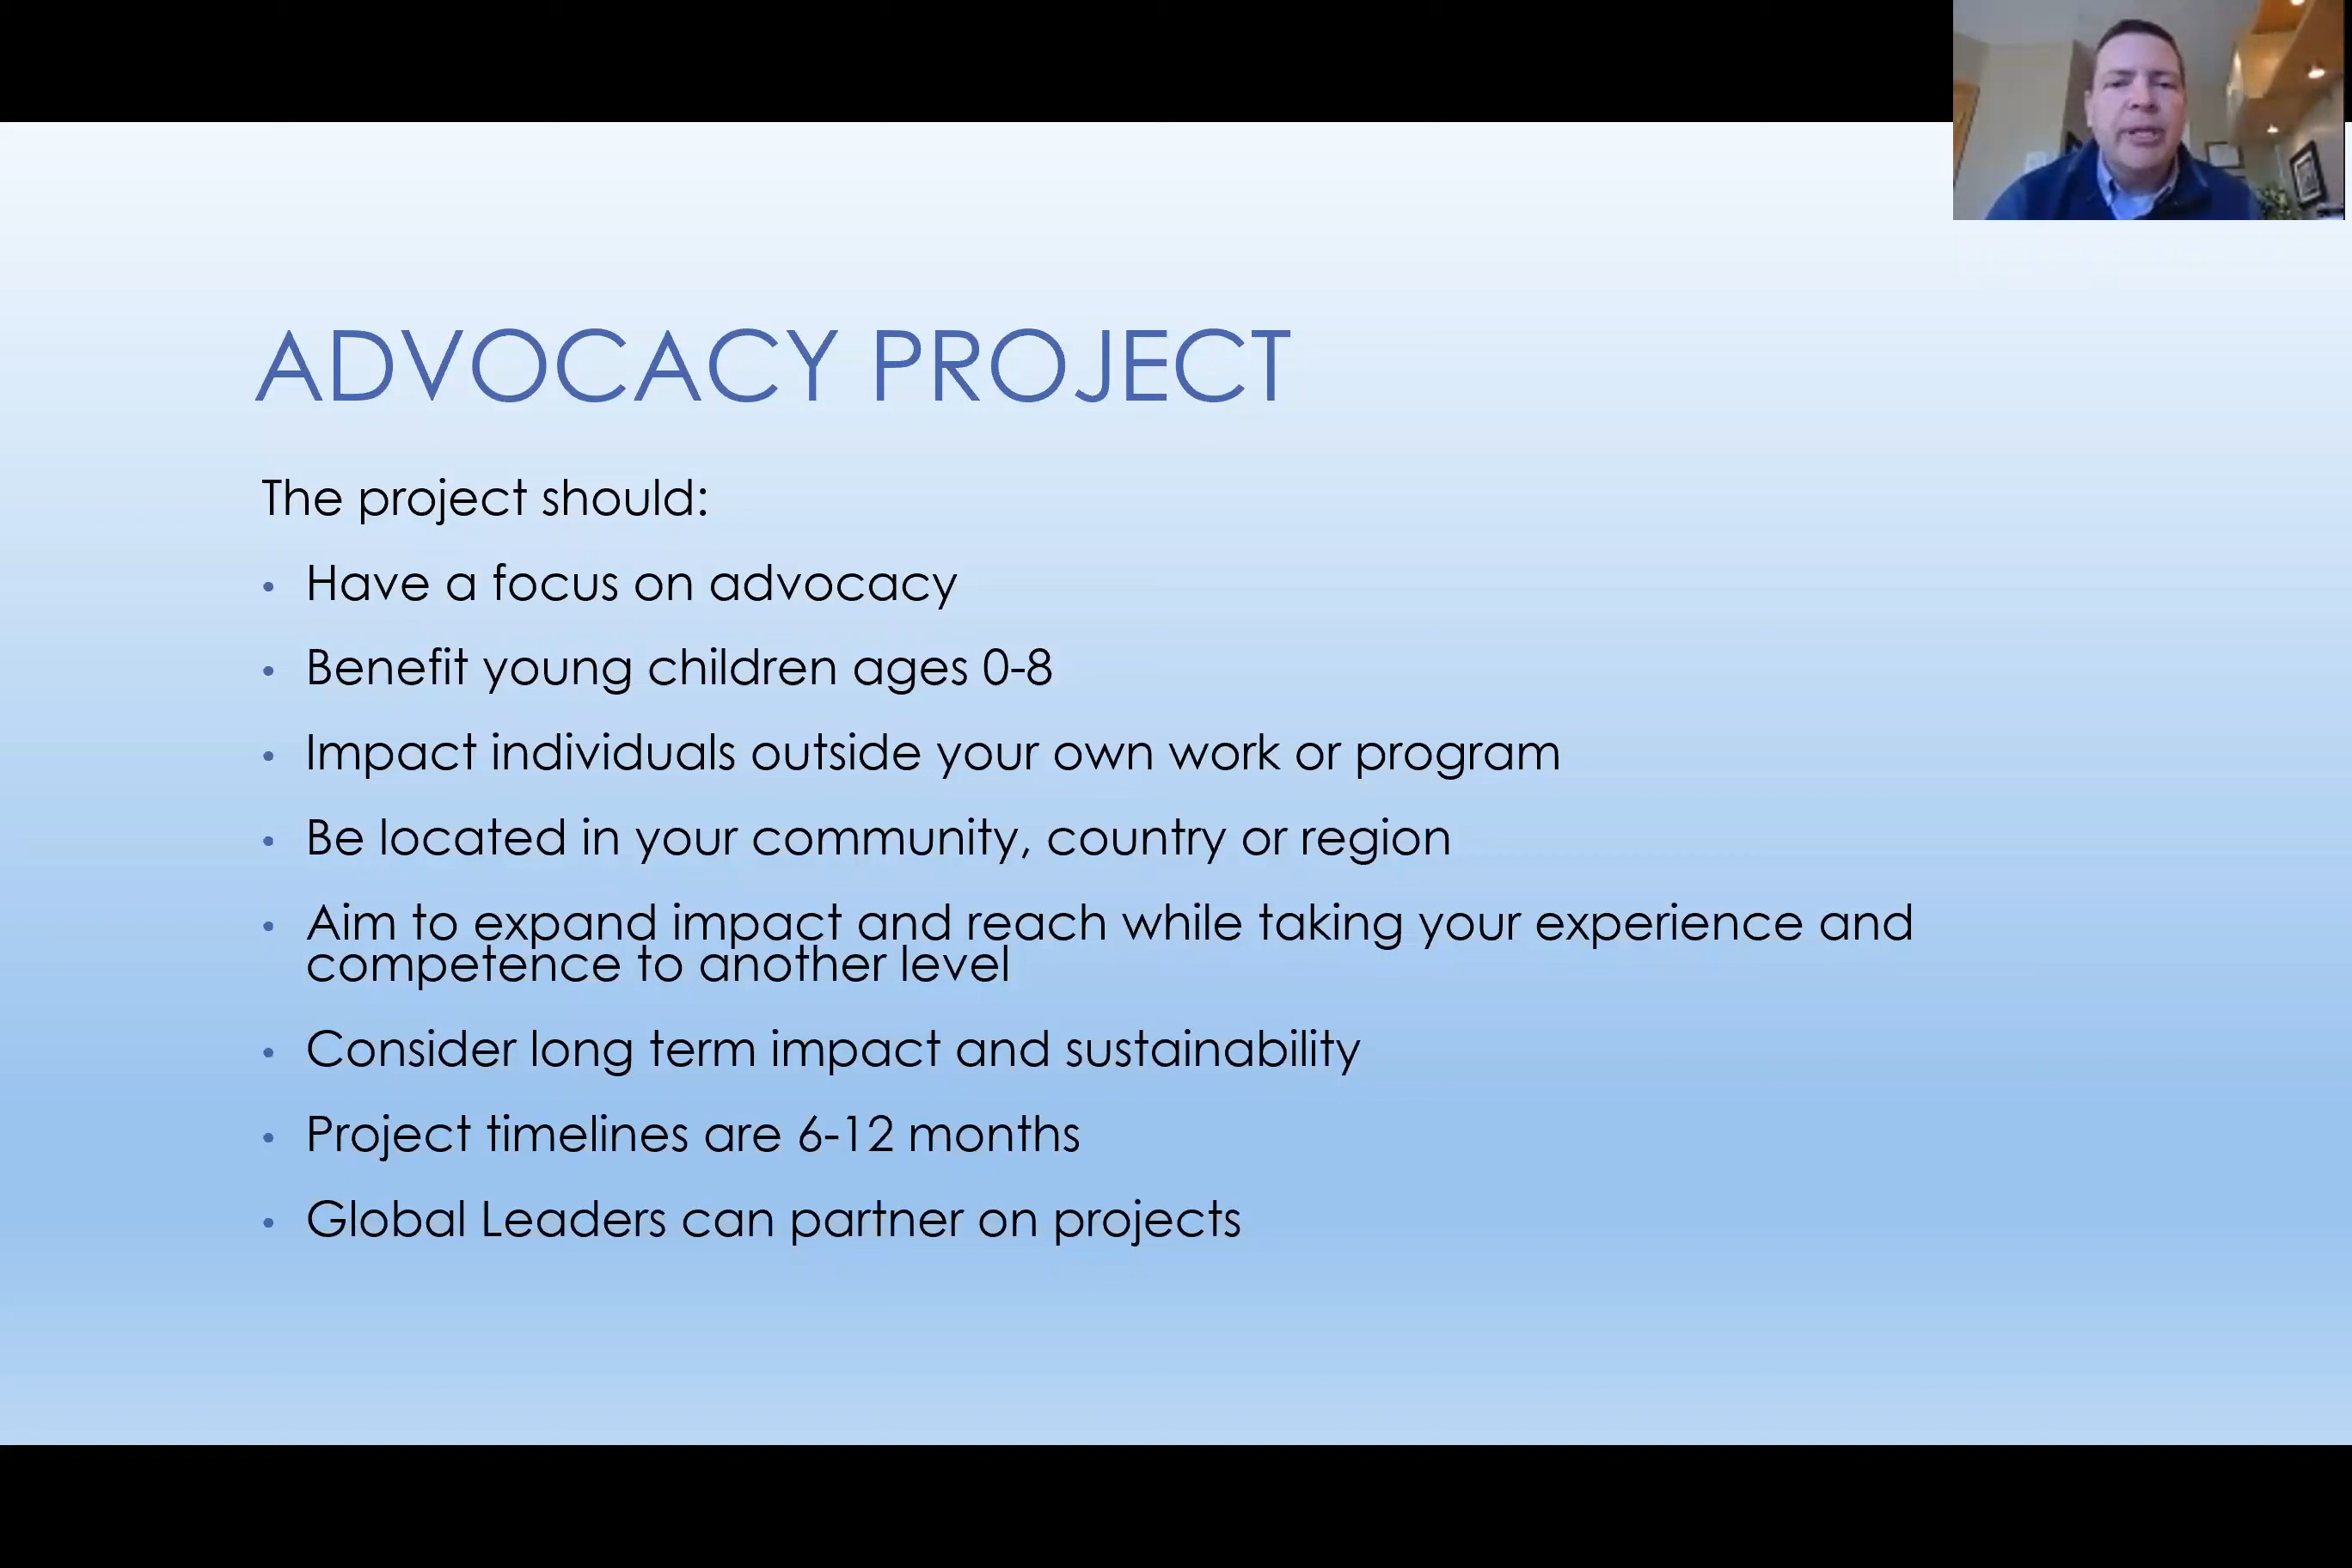 ADVOCACY PROJECT
The project should:
• Have a focus on advocacy
• Benefit young children ages 0-8
• Impact individuals outside your own work or program
• Be located in your community, country or region
• Aim to expand impact and reach while taking your experience and
competence to another level
• Consider long term impact and sustainability
• Project timelines are 6-12 months
• Global Leaders can partner on projects